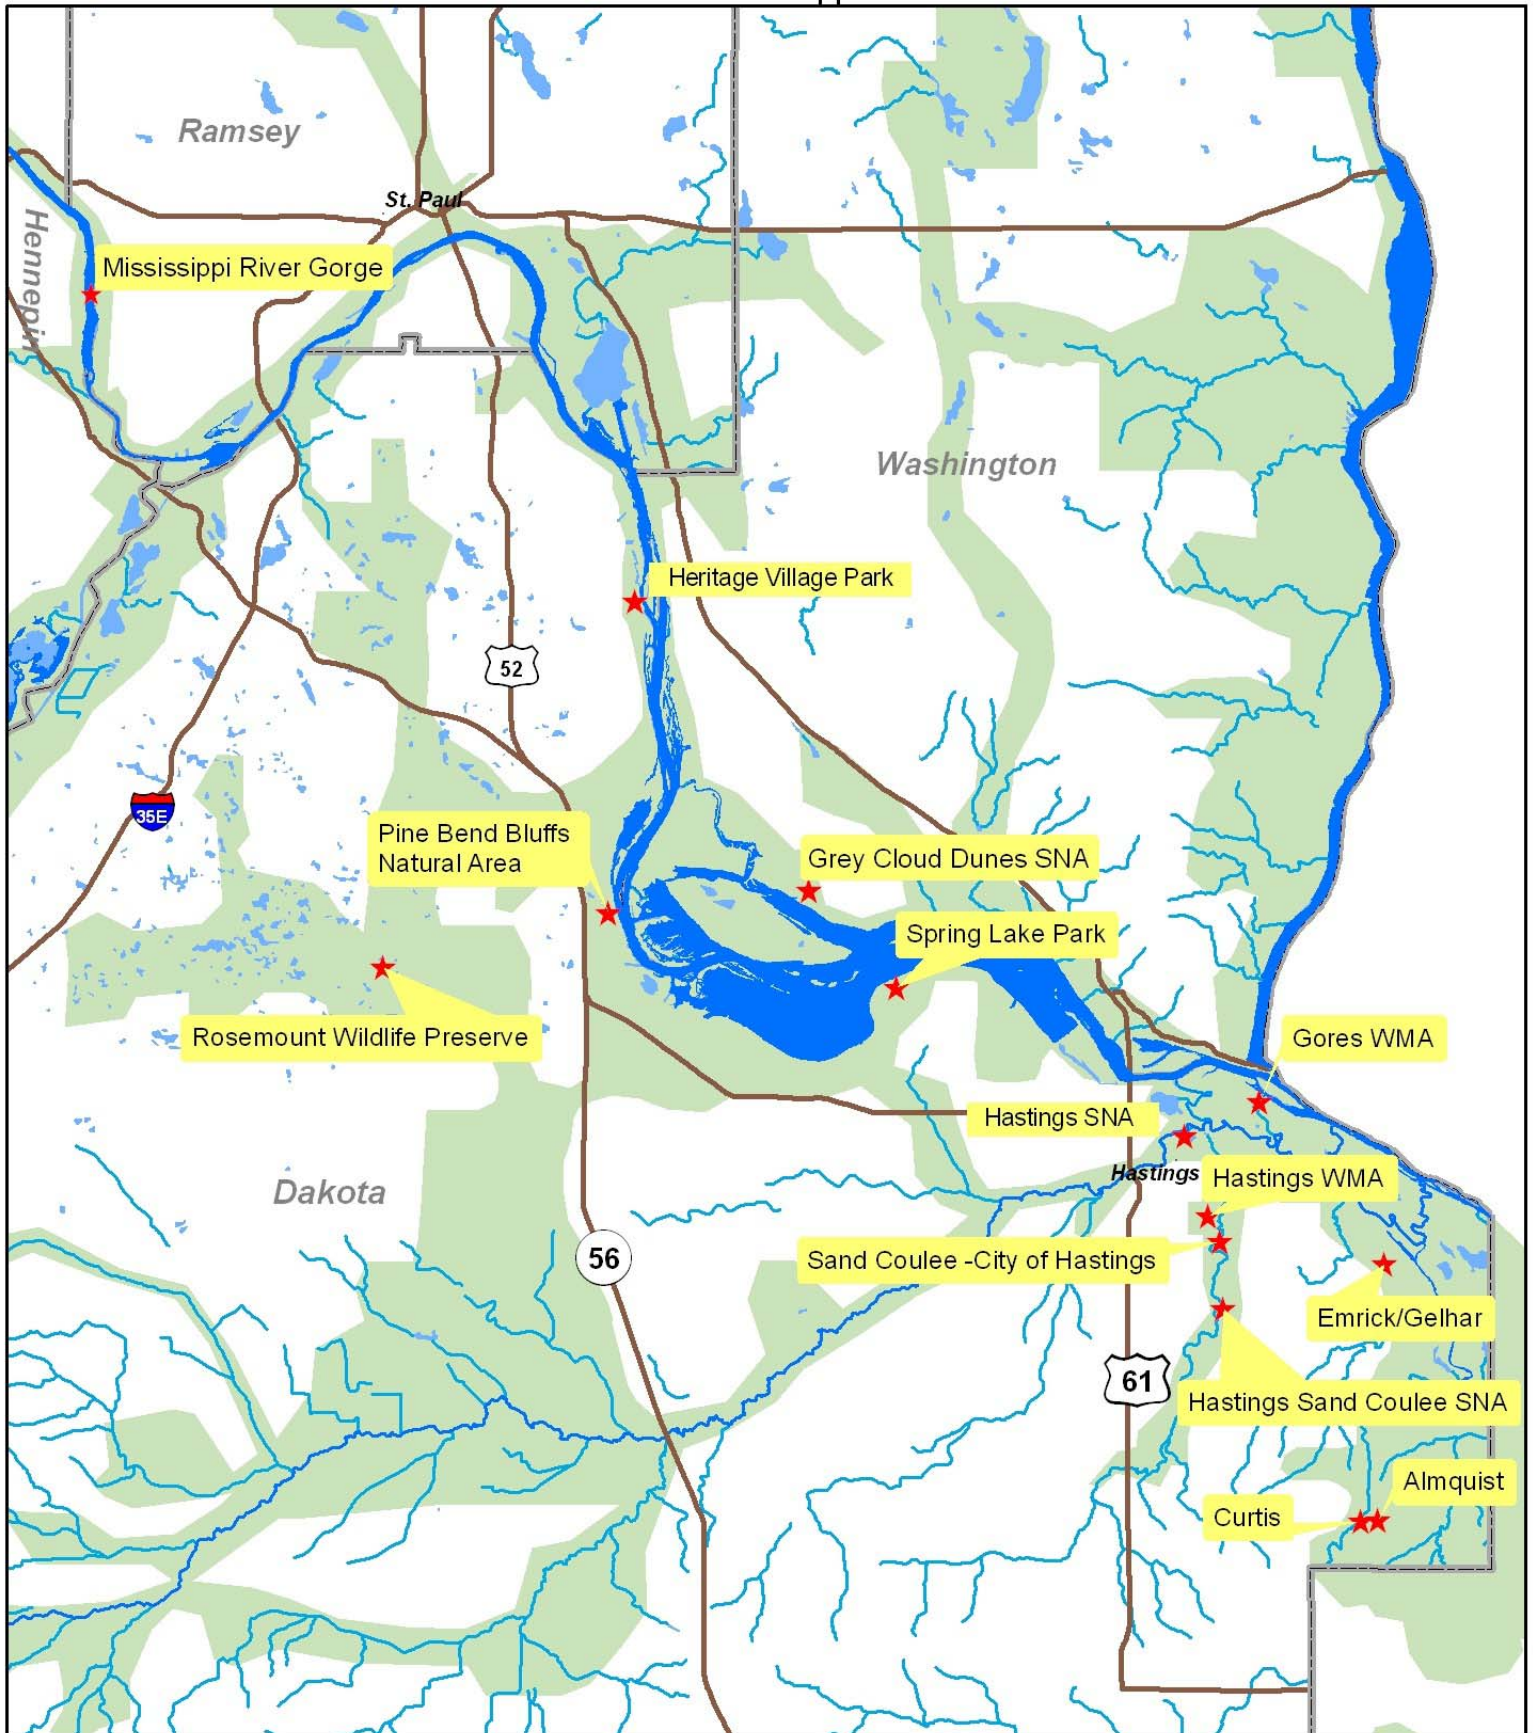 Ramsey
St. Paul
Hennepin
Mississippi River Gorge
Washington
Heritage Village Park
52
35E
Pine Bend Bluffs
Natural Area
Grey Cloud Dunes SNA
Spring Lake Park
Rosemount Wildlife Preserve
Gores WMA
Hastings SNA
Hastings
Hastings WMA
Dakota
56
Sand Coulee -City of Hastings
Emrick/Gelhar
61
Hastings Sand Coulee SNA
Almquist
Curtis